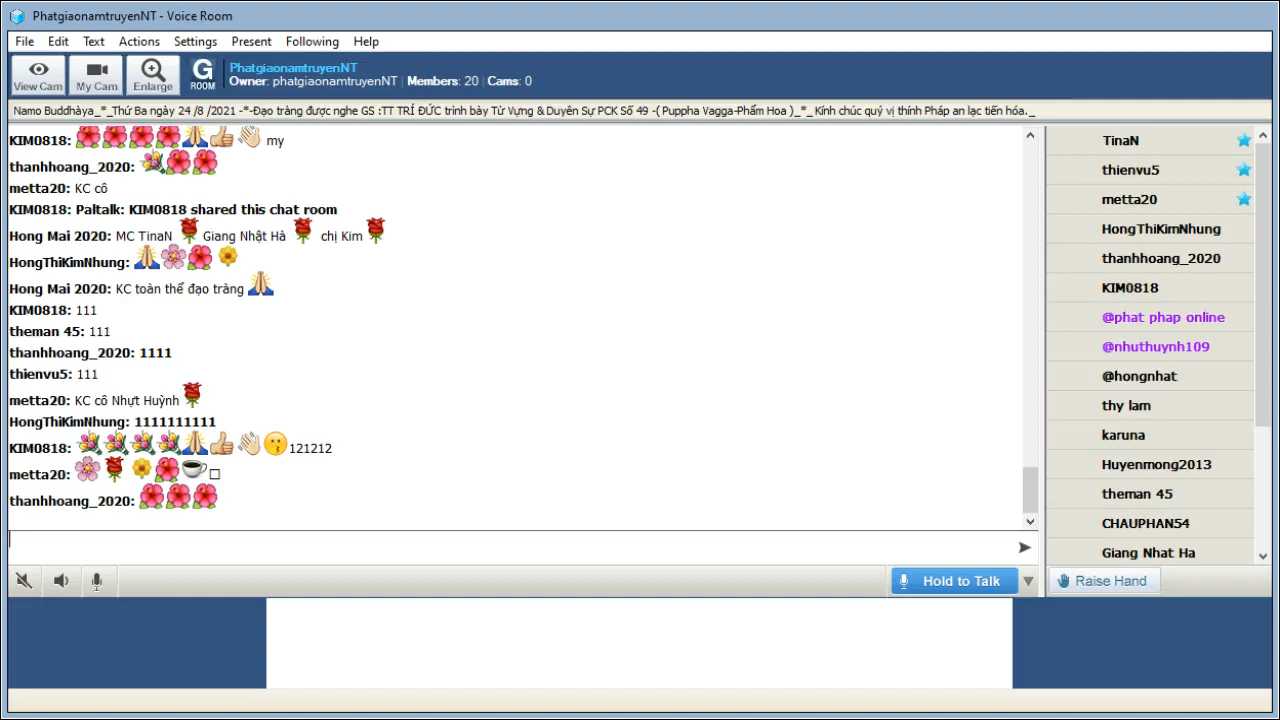 PhatgiaonamtruyenNT - Voice Room
File Edit Text Actions Settings Present Following Help
View Cam My Cam Enlarge G ROOM
PhatgiaonamtruyenNT
Owner: phatgiaonamtruyenNT Members: 20 Cams: 0
Namo Buddhàya_*_Thứ Ba ngày 24 /8 /2021 -*-Đạo tràng được nghe GS :TT TRÍ ĐỨC trình bày Từ Vựng & Duyên Sự PCK Số 49 -( Puppha Vagga-Phẩm Hoa )_*_ Kính chúc quý vị thính Pháp an lạc tiến hóa._
KIM0818: my
thanhhoang_2020:
metta20: KC cô
KIM0818: Paltalk: KIM0818 shared this chat room
Hong Mai 2020: MC TinaN Giang Nhật Hà chị Kim
HongThiKimNhung:
Hong Mai 2020: KC toàn thể đạo tràng
KIM0818: 111
theman 45: 111
thanhhoang_2020: 1111
thienvu5: 111
metta20: KC cô Nhựt Huỳnh
HongThiKimNhung: 1111111111
KIM0818: 121212
metta20:
thanhhoang_2020:
Hold to Talk
TinaN
thienvu5
metta20
HongThiKimNhung
thanhhoang_2020
KIM0818
@phat phap online
@nhuthuynh109
@hongnhat
thy lam
karuna
Huyenmong2013
theman 45
CHAUPHAN54
Giang Nhat Ha
Raise Hand